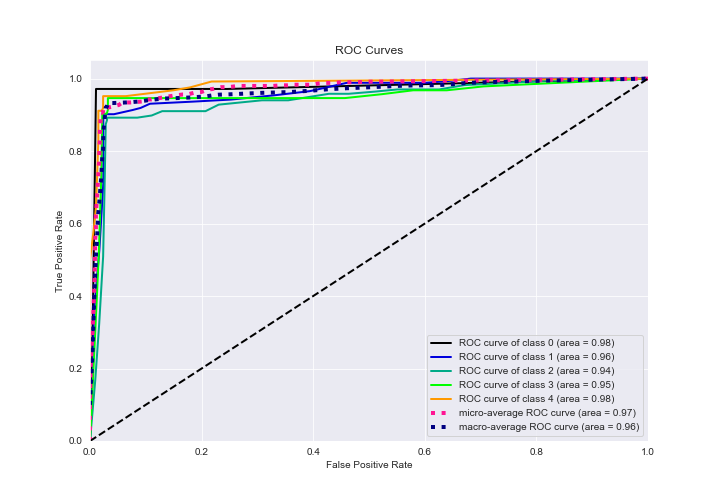 ROC Curves
True Positive Rate
1.0
0.8
0.6
0.4
0.2
0.0
ROC curve of class 0 (area = 0.98)
ROC curve of class 1 (area = 0.96)
ROC curve of class 2 (area = 0.94)
ROC curve of class 3 (area = 0.95)
ROC curve of class 4 (area = 0.98)
micro-average ROC curve (area = 0.97)
macro-average ROC curve (area = 0.96)
0.0 0.2 0.4 0.6 0.8 1.0
False Positive Rate